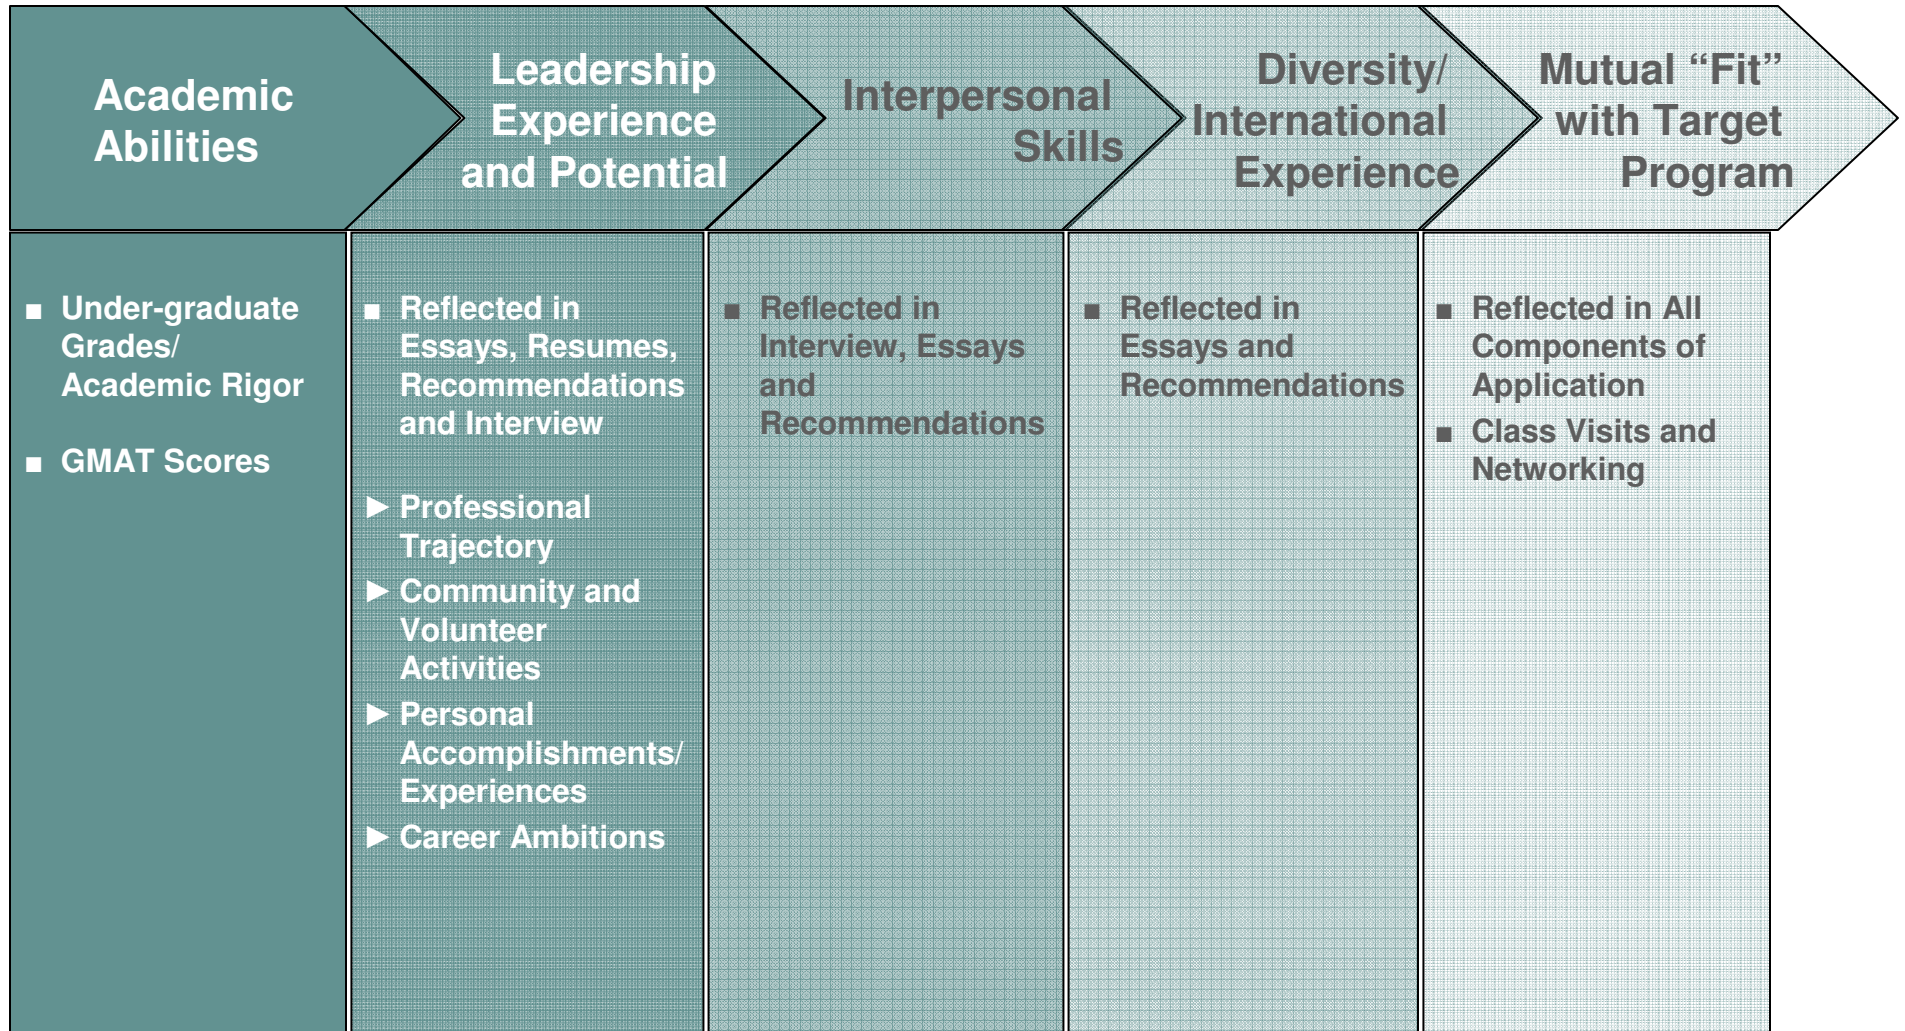 Academic
Abilities
Leadership
Experience
and Potential
Interpersonal
Skills
Diversity/
International
Experience
Mutual “Fit”
with Target
Program
■ Under-graduate
Grades/
Academic Rigor
■ GMAT Scores
■ Reflected in
Essays, Resumes,
Recommendations
and Interview
► Professional
Trajectory
► Community and
Volunteer
Activities
► Personal
Accomplishments/
Experiences
► Career Ambitions
■ Reflected in
Interview, Essays
and
Recommendations
■ Reflected in
Essays and
Recommendations
■ Reflected in All
Components of
Application
■ Class Visits and
Networking